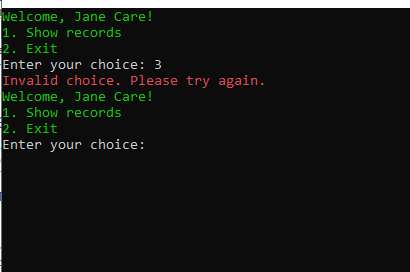 Welcome, Jane Care!
1. Show records
2. Exit
Enter your choice: 3
Invalid choice. Please try again.
Welcome, Jane Care!
1. Show records
2. Exit
Enter your choice: